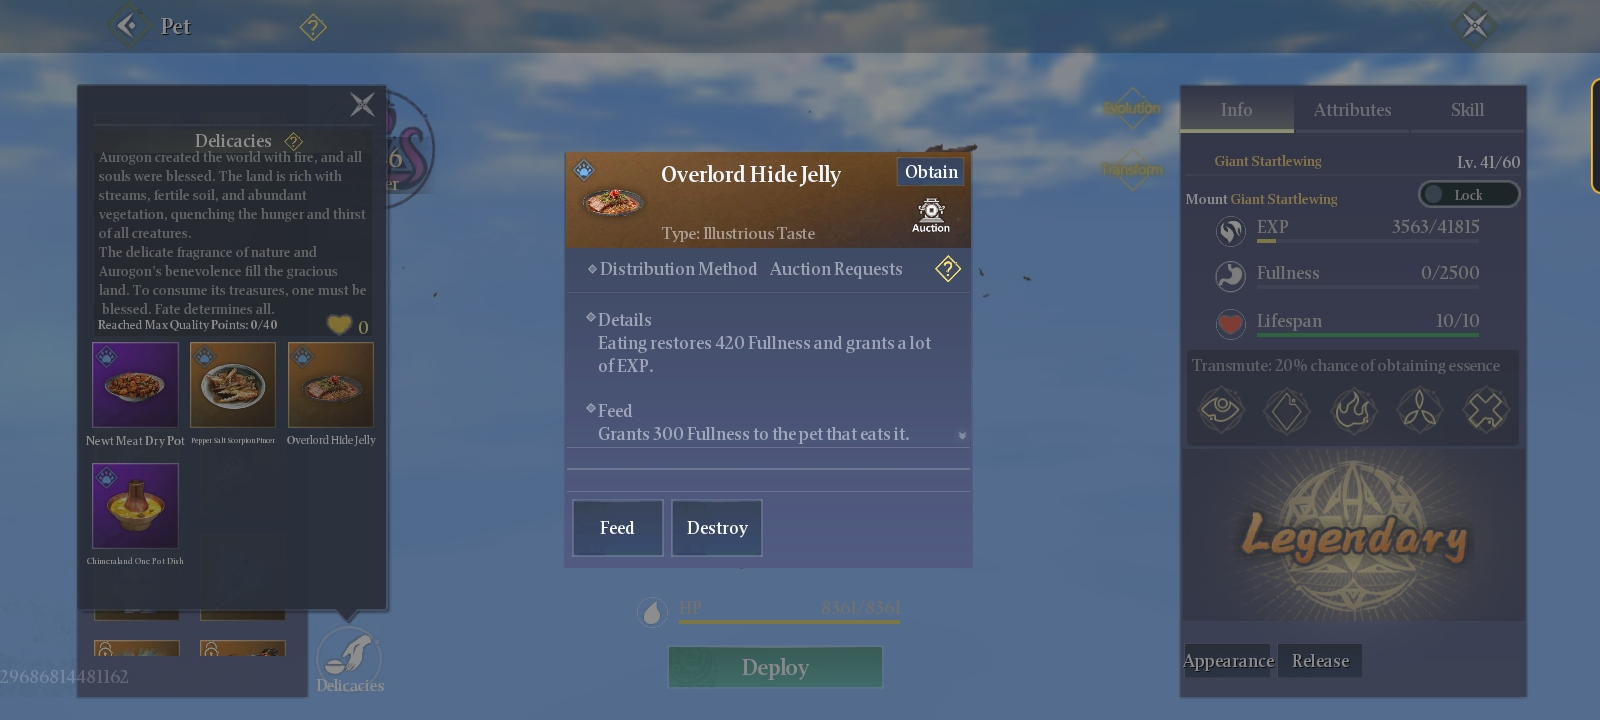 Pet
?
Delicacies ?
Aurogon created the world with fire, and all
souls were blessed. The land is rich with
streams, fertile soil, and abundant
vegetation, quenching the hunger and thirst
of all creatures.
The delicate fragrance of nature and
Aurogon's benevolence fill the gracious
land. To consume its treasures, one must be
blessed. Fate determines all.
Reached Max Quality Points: 0/40
0
Newt Meat Dry Pot
Pepper Salt Scorpion Pincer
Overlord Hide Jelly
Chimeraland One Pot Dish
29686814481162
Delicacies
Overlord Hide Jelly
Obtain
Type: Illustrious Taste
Auction
Distribution Method Auction Requests ?
Details
Eating restores 420 Fullness and grants a lot
of EXP.
Feed
Grants 300 Fullness to the pet that eats it.
Feed
Destroy
HP 8361/8361
Deploy
Evolution
Transform
Info
Attributes
Skill
Giant Startlewing
Lv. 41/60
Mount Giant Startlewing
Lock
EXP 3563/41815
Fullness 0/2500
Lifespan 10/10
Transmute: 20% chance of obtaining essence
Legendary
Appearance
Release